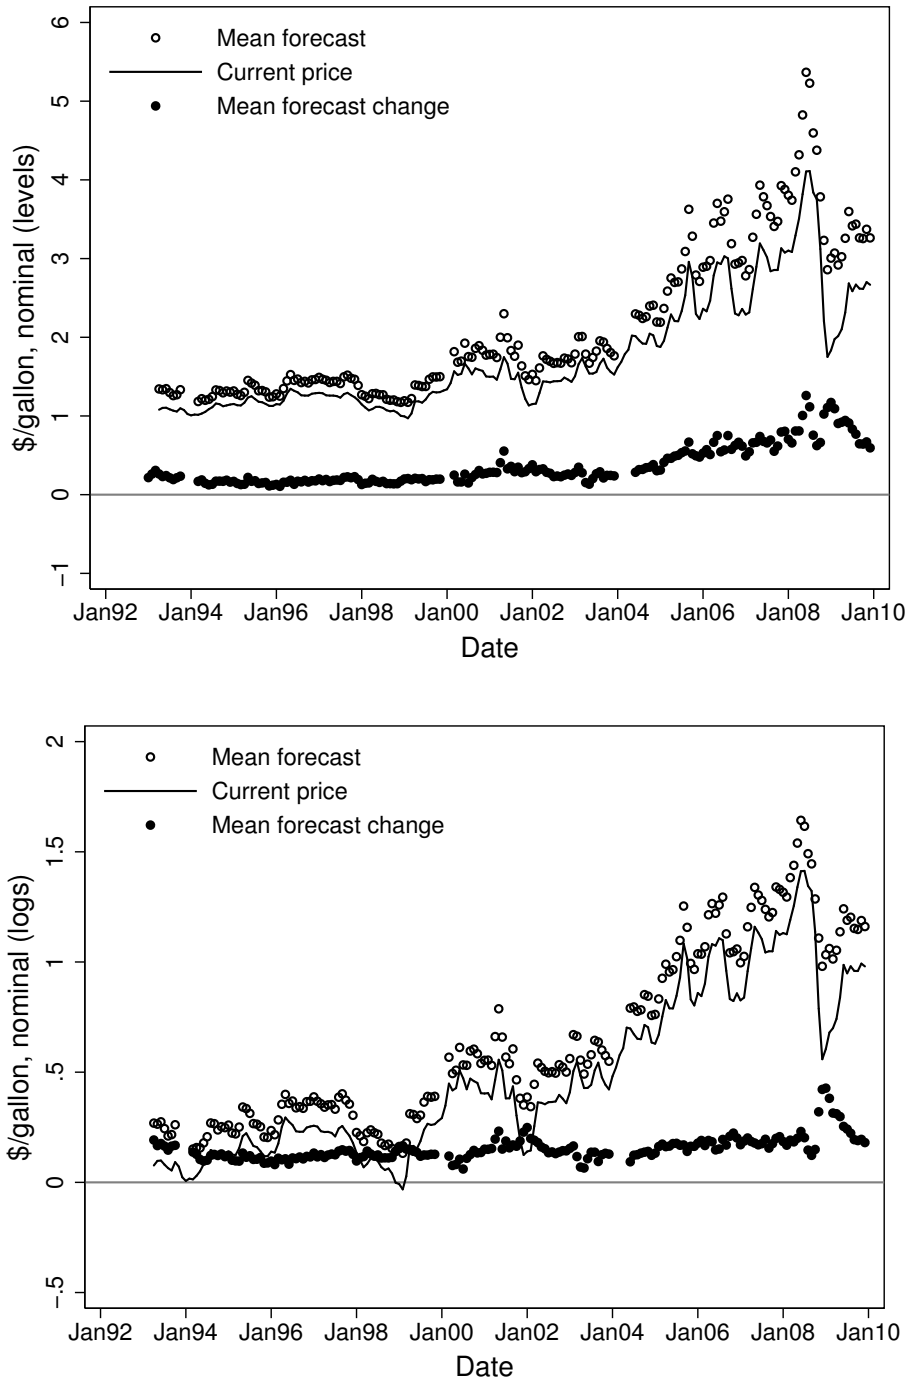 $/gallon, nominal (levels)
6
5
4
3
2
1
0
−1
Mean forecast
Current price
Mean forecast change
Jan92 Jan94 Jan96 Jan98 Jan00 Jan02 Jan04 Jan06 Jan08 Jan10
Date
$/gallon, nominal (logs)
2
1.5
1
.5
0
−.5
Mean forecast
Current price
Mean forecast change
Jan92 Jan94 Jan96 Jan98 Jan00 Jan02 Jan04 Jan06 Jan08 Jan10
Date